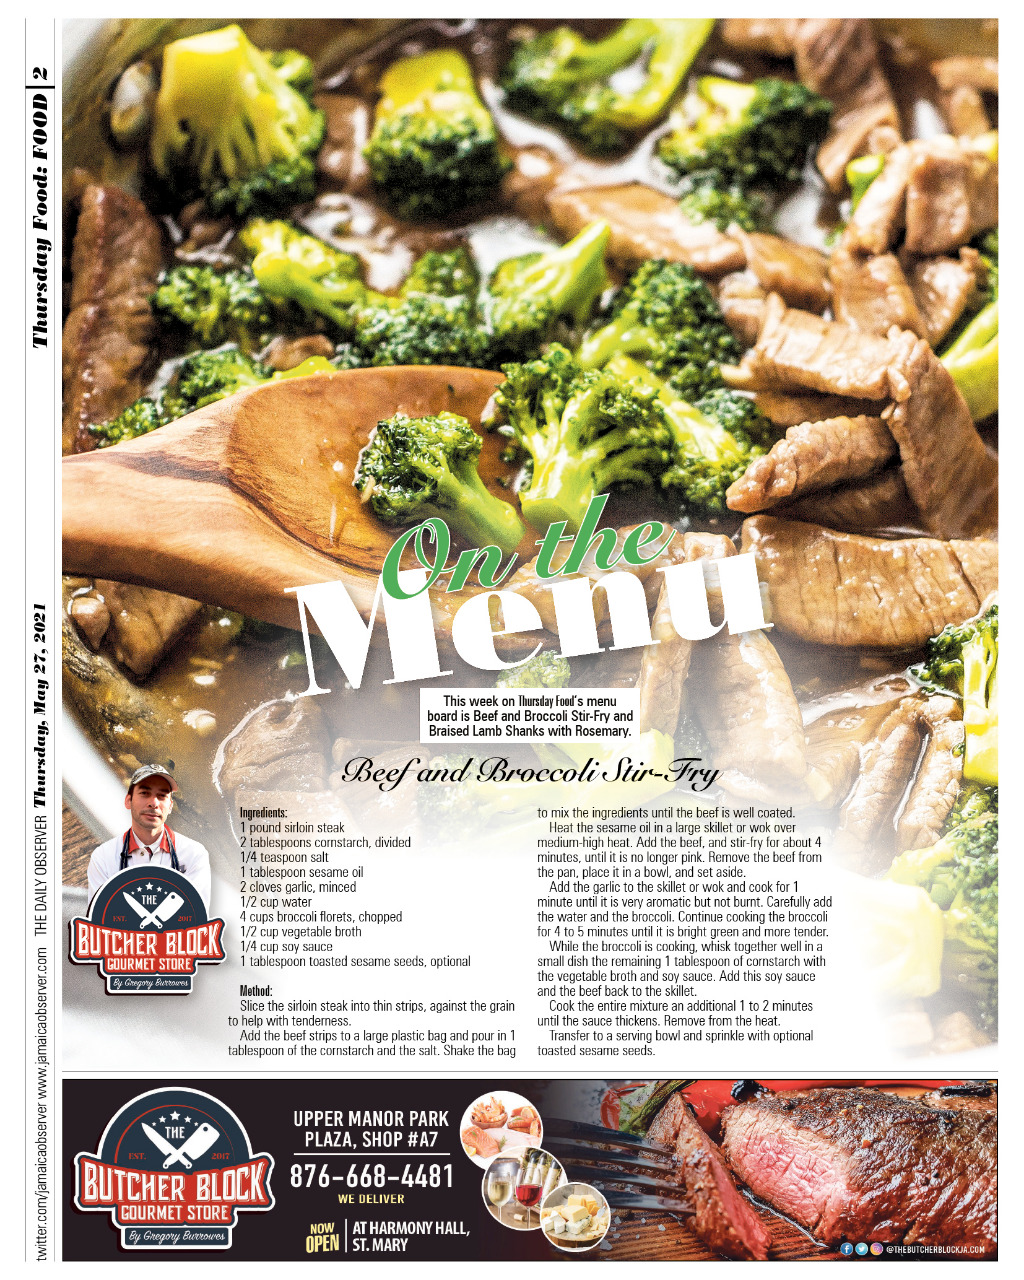 Thursday Food: FOOD | 2
Thursday, May 27, 2021
THE DAILY OBSERVER
www.jamaicaobserver.com
twitter.com/jamaicaobserver
On the
Menu
This week on Thursday Food's menu
board is Beef and Broccoli Stir-Fry and
Braised Lamb Shanks with Rosemary.
Beef and Broccoli Stir-Fry
Ingredients:
1 pound sirloin steak
2 tablespoons cornstarch, divided
1/4 teaspoon salt
1 tablespoon sesame oil
2 cloves garlic, minced
1/2 cup water
4 cups broccoli florets, chopped
1/2 cup vegetable broth
1/4 cup soy sauce
1 tablespoon toasted sesame seeds, optional
Method:
Slice the sirloin steak into thin strips, against the grain
to help with tenderness.
Add the beef strips to a large plastic bag and pour in 1
tablespoon of the cornstarch and the salt. Shake the bag
to mix the ingredients until the beef is well coated.
Heat the sesame oil in a large skillet or wok over
medium-high heat. Add the beef, and stir-fry for about 4
minutes, until it is no longer pink. Remove the beef from
the pan, place it in a bowl, and set aside.
Add the garlic to the skillet or wok and cook for 1
minute until it is very aromatic but not burnt. Carefully add
the water and the broccoli. Continue cooking the broccoli
for 4 to 5 minutes until it is bright green and more tender.
While the broccoli is cooking, whisk together well in a
small dish the remaining 1 tablespoon of cornstarch with
the vegetable broth and soy sauce. Add this soy sauce
and the beef back to the skillet.
Cook the entire mixture an additional 1 to 2 minutes
until the sauce thickens. Remove from the heat.
Transfer to a serving bowl and sprinkle with optional
toasted sesame seeds.
THE
EST. 2017
BUTCHER BLOCK
GOURMET STORE
By Gregory Burrowes
THE
EST. 2017
BUTCHER BLOCK
GOURMET STORE
By Gregory Burrowes
UPPER MANOR PARK
PLAZA, SHOP #A7
876-668-4481
WE DELIVER
NOW
OPEN
AT HARMONY HALL,
ST. MARY
@THEBUTCHERBLOCKJA.COM